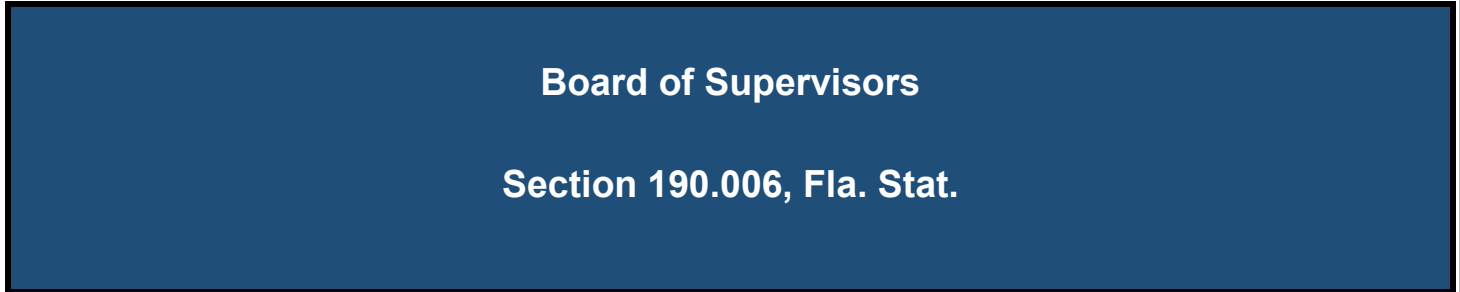 Board of Supervisors
Section 190.006, Fla. Stat.